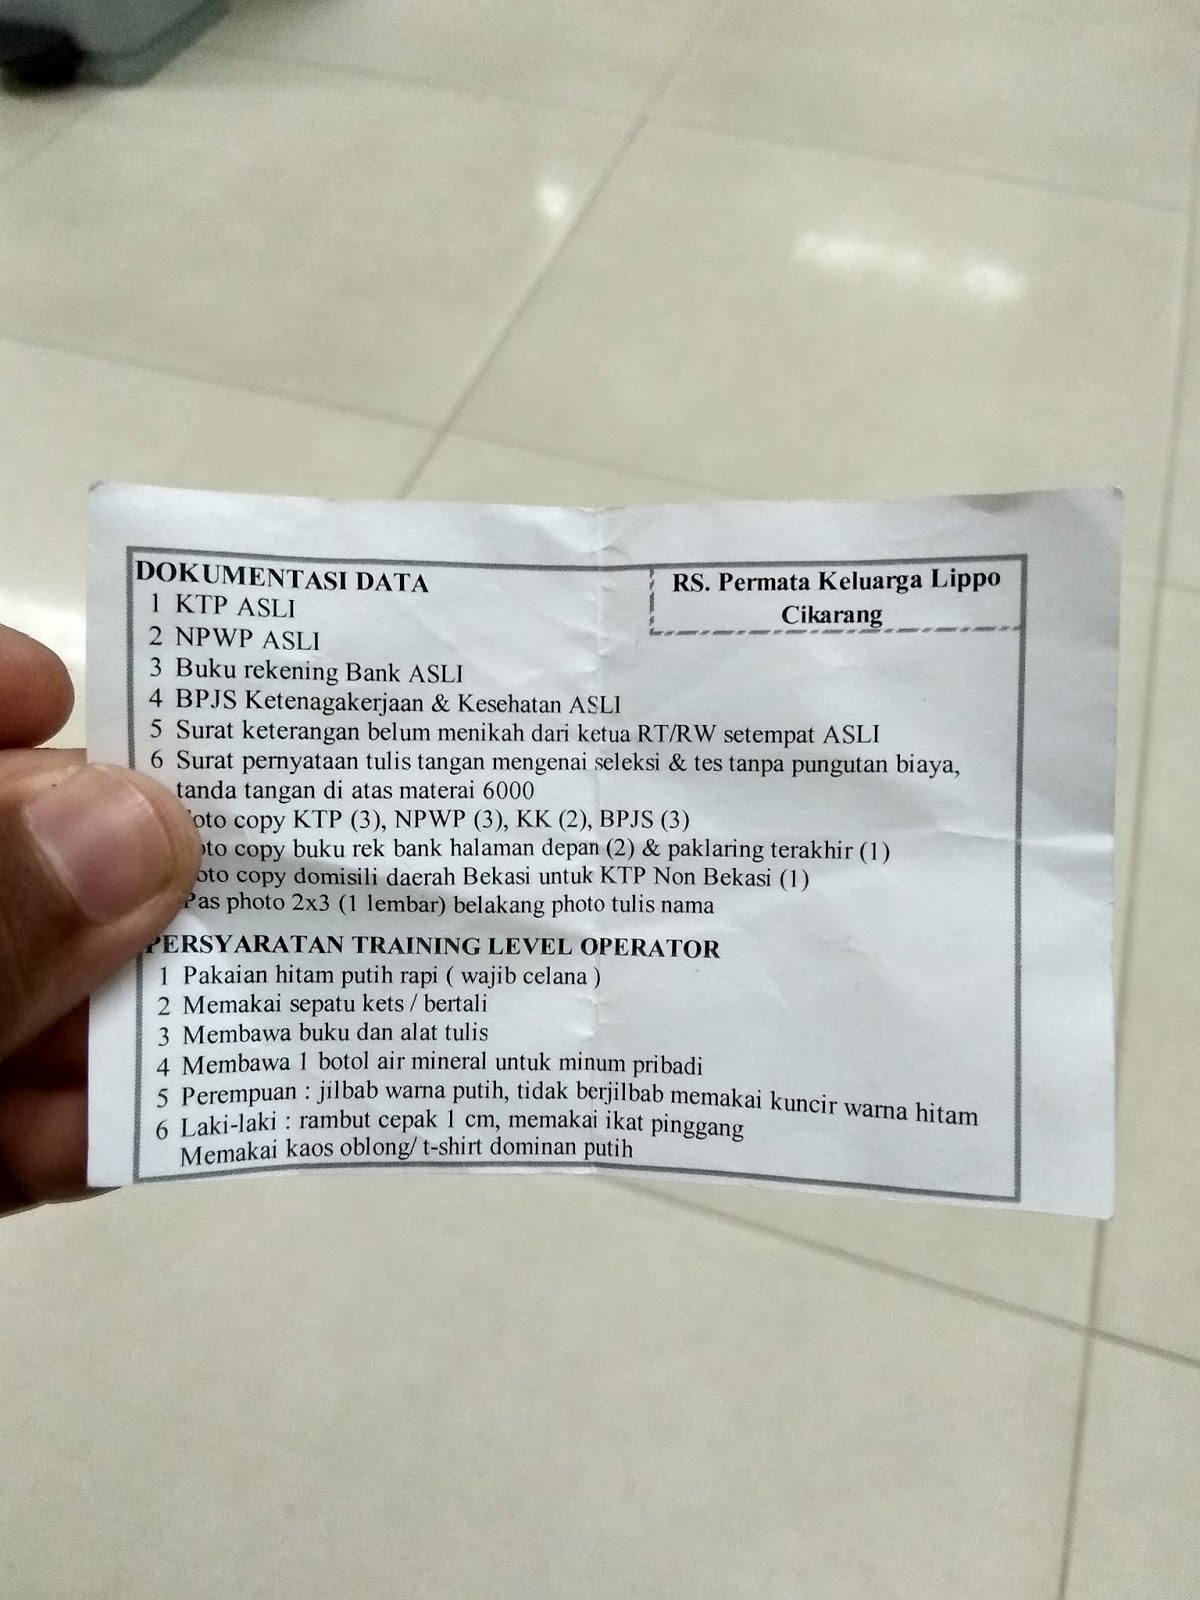 DOKUMENTASI DATA
RS. Permata Keluarga Lippo
Cikarang
1 KTP ASLI
2 NPWP ASLI
3 Buku rekening Bank ASLI
4 BPJS Ketenagakerjaan & Kesehatan ASLI
5 Surat keterangan belum menikah dari ketua RT/RW setempat ASLI
6 Surat pernyataan tulis tangan mengenai seleksi & tes tanpa pungutan biaya,
tanda tangan di atas materai 6000
oto copy KTP (3), NPWP (3), KK (2), BPJS (3)
oto copy buku rek bank halaman depan (2) & paklaring terakhir (1)
oto copy domisili daerah Bekasi untuk KTP Non Bekasi (1)
Pas photo 2x3 (1 lembar) belakang photo tulis nama
PERSYARATAN TRAINING LEVEL OPERATOR
1 Pakaian hitam putih rapi ( wajib celana )
2 Memakai sepatu kets / bertali
3 Membawa buku dan alat tulis
4 Membawa 1 botol air mineral untuk minum pribadi
5 Perempuan : jilbab warna putih, tidak berjilbab memakai kuncir warna hitam
6 Laki-laki : rambut cepak 1 cm, memakai ikat pinggang
Memakai kaos oblong/ t-shirt dominan putih